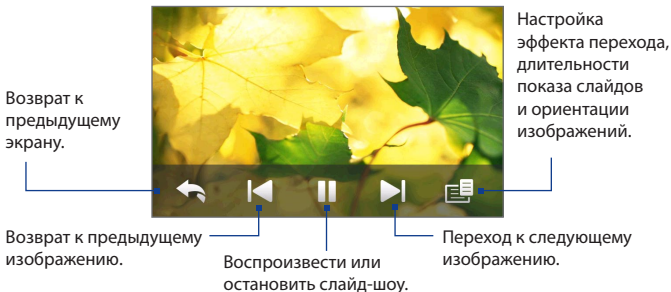 Настройка
эффекта перехода,
длительности
показа слайдов
и ориентации
изображений.
Возврат к
предыдущему
экрану.
Возврат к предыдущему
изображению.
Воспроизвести или
остановить слайд-шоу.
Переход к следующему
изображению.